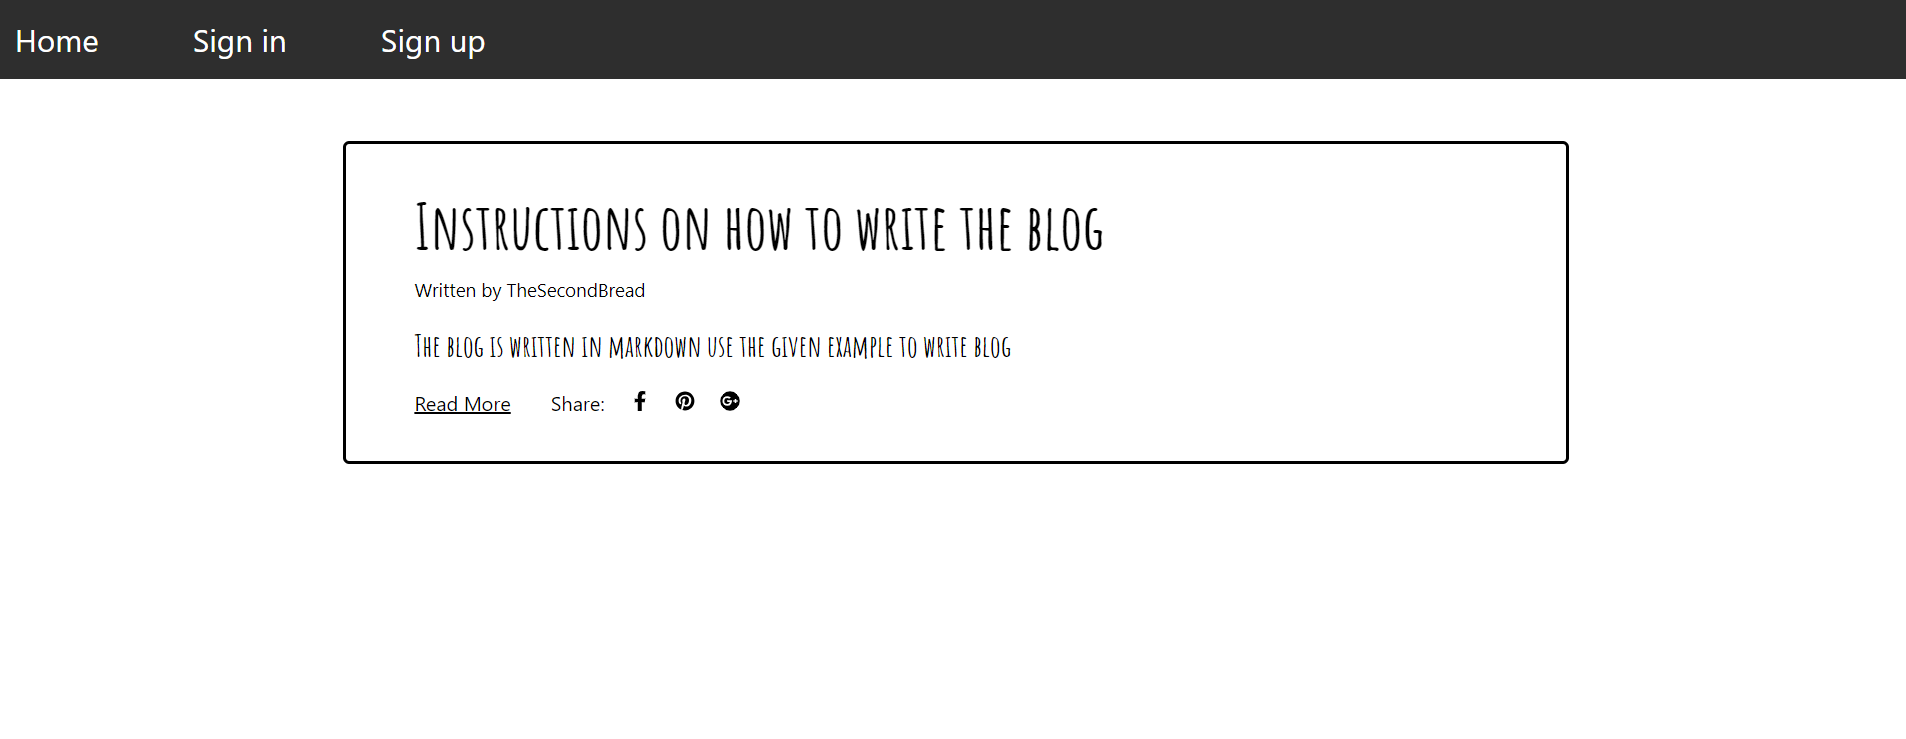 Home Sign in Sign up
Instructions on how to write the blog
Written by TheSecondBread
The blog is written in markdown use the given example to write blog
Read More Share: